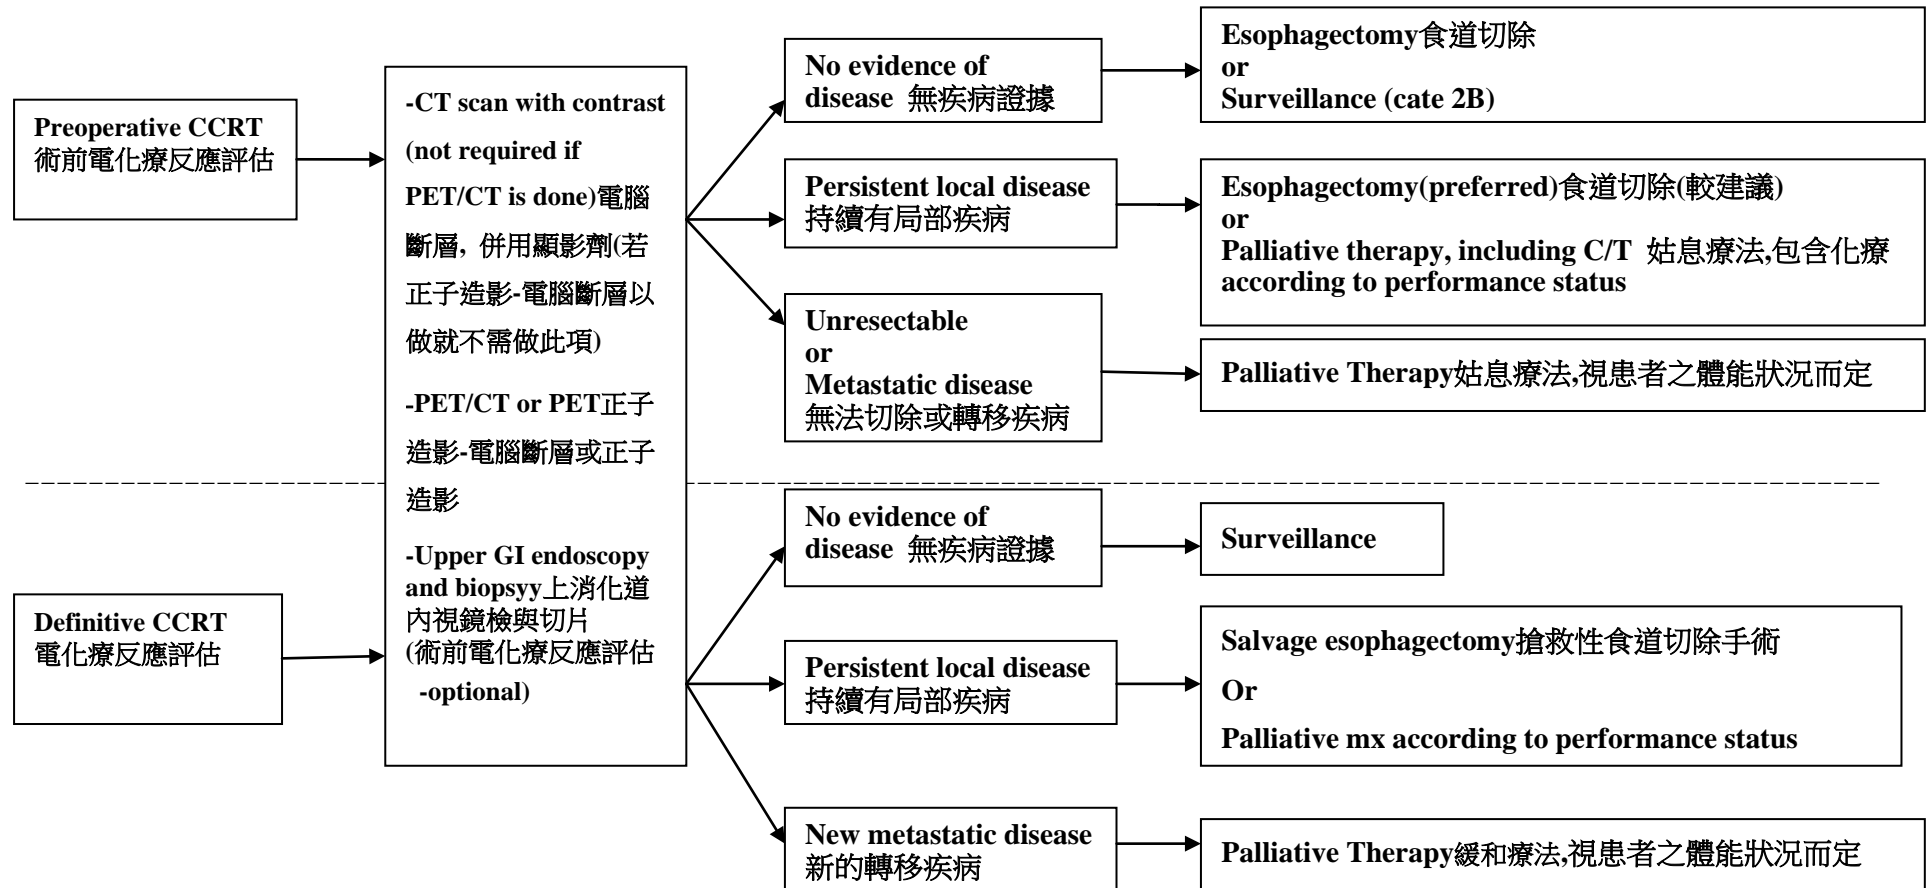 Preoperative CCRT
術前電化療反應評估
-CT scan with contrast
(not required if
PET/CT is done)電腦
斷層, 併用顯影劑(若
正子造影-電腦斷層以
做就不需做此項)
-PET/CT or PET正子
造影-電腦斷層或正子
造影
-Upper GI endoscopy
and biopsyy上消化道
內視鏡檢與切片
(術前電化療反應評估
-optional)
No evidence of
disease 無疾病證據
Esophagectomy食道切除
or
Surveillance (cate 2B)
Persistent local disease
持續有局部疾病
Esophagectomy(preferred)食道切除(較建議)
or
Palliative therapy, including C/T 姑息療法,包含化療
according to performance status
Unresectable
or
Metastatic disease
無法切除或轉移疾病
Palliative Therapy姑息療法,視患者之體能狀況而定
Definitive CCRT
電化療反應評估
No evidence of
disease 無疾病證據
Surveillance
Persistent local disease
持續有局部疾病
Salvage esophagectomy搶救性食道切除手術
Or
Palliative mx according to performance status
New metastatic disease
新的轉移疾病
Palliative Therapy緩和療法,視患者之體能狀況而定